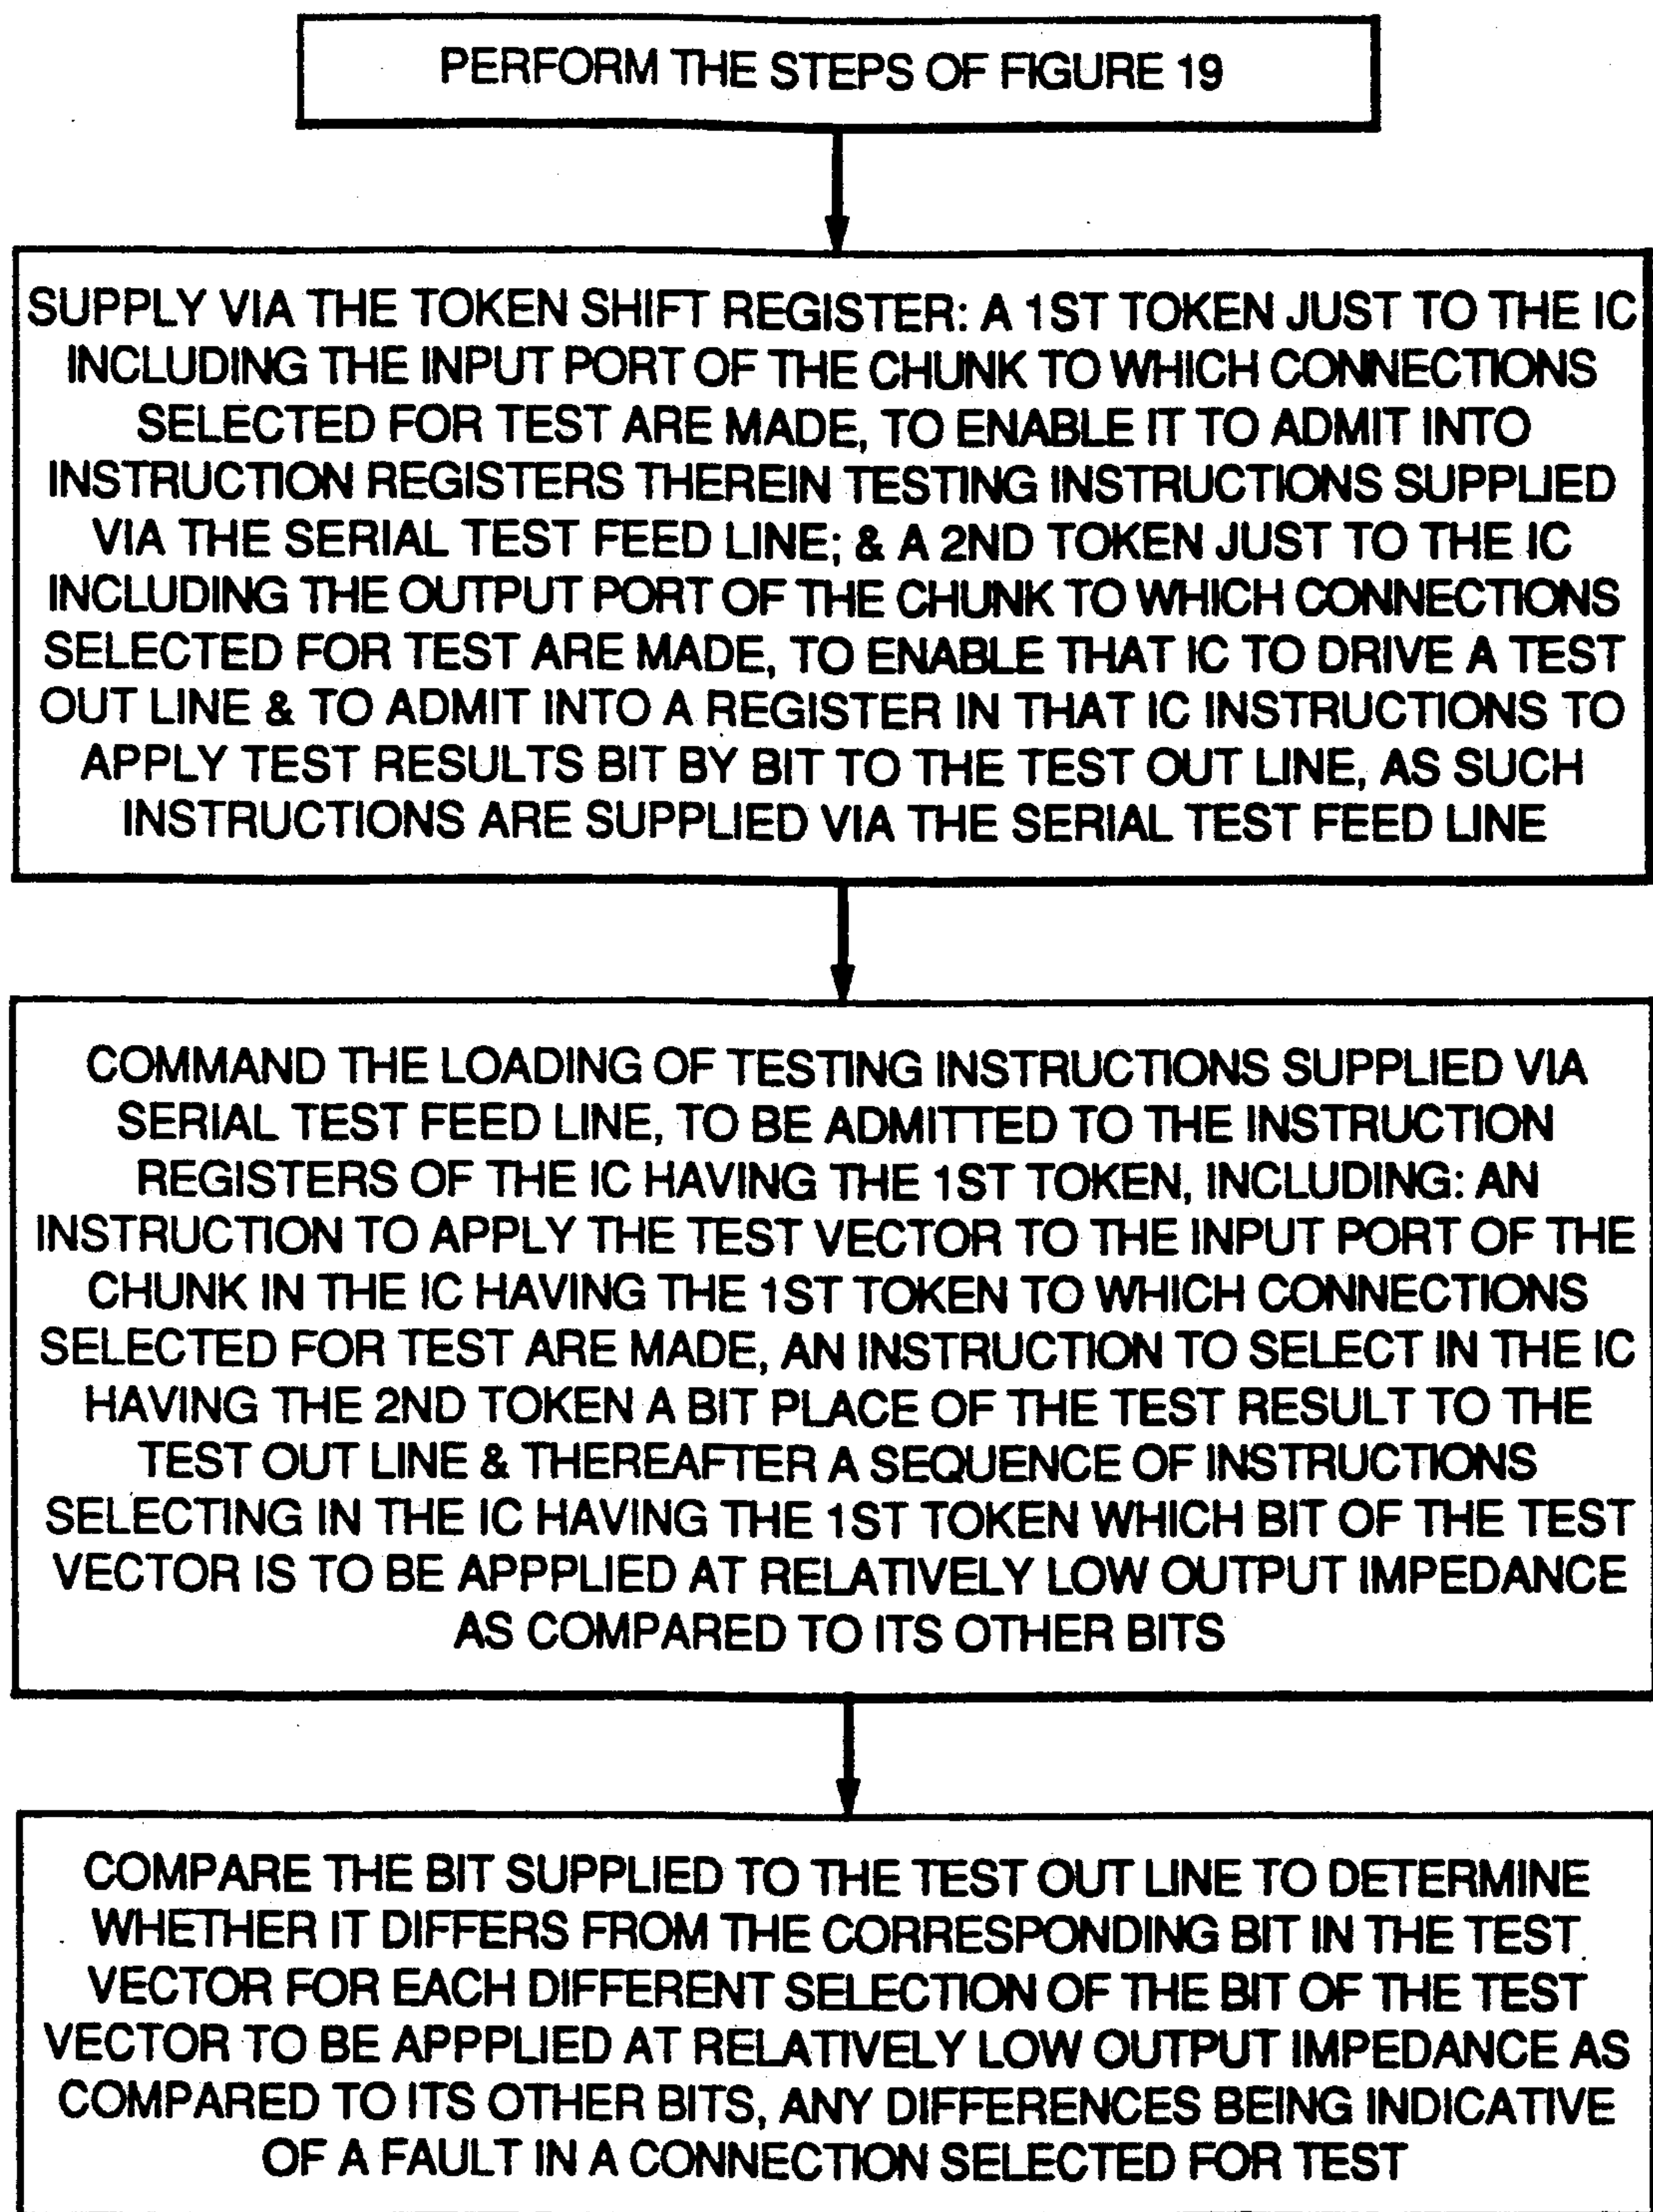 PERFORM THE STEPS OF FIGURE 19
SUPPLY VIA THE TOKEN SHIFT REGISTER: A 1ST TOKEN JUST TO THE IC
INCLUDING THE INPUT PORT OF THE CHUNK TO WHICH CONNECTIONS
SELECTED FOR TEST ARE MADE, TO ENABLE IT TO ADMIT INTO
INSTRUCTION REGISTERS THEREIN TESTING INSTRUCTIONS SUPPLIED
VIA THE SERIAL TEST FEED LINE; & A 2ND TOKEN JUST TO THE IC
INCLUDING THE OUTPUT PORT OF THE CHUNK TO WHICH CONNECTIONS
SELECTED FOR TEST ARE MADE, TO ENABLE THAT IC TO DRIVE A TEST
OUT LINE & TO ADMIT INTO A REGISTER IN THAT IC INSTRUCTIONS TO
APPLY TEST RESULTS BIT BY BIT TO THE TEST OUT LINE, AS SUCH
INSTRUCTIONS ARE SUPPLIED VIA THE SERIAL TEST FEED LINE
COMMAND THE LOADING OF TESTING INSTRUCTIONS SUPPLIED VIA
SERIAL TEST FEED LINE, TO BE ADMITTED TO THE INSTRUCTION
REGISTERS OF THE IC HAVING THE 1ST TOKEN, INCLUDING: AN
INSTRUCTION TO APPLY THE TEST VECTOR TO THE INPUT PORT OF THE
CHUNK IN THE IC HAVING THE 1ST TOKEN TO WHICH CONNECTIONS
SELECTED FOR TEST ARE MADE, AN INSTRUCTION TO SELECT IN THE IC
HAVING THE 2ND TOKEN A BIT PLACE OF THE TEST RESULT TO THE
TEST OUT LINE & THEREAFTER A SEQUENCE OF INSTRUCTIONS
SELECTING IN THE IC HAVING THE 1ST TOKEN WHICH BIT OF THE TEST
VECTOR IS TO BE APPPLIED AT RELATIVELY LOW OUTPUT IMPEDANCE
AS COMPARED TO ITS OTHER BITS
COMPARE THE BIT SUPPLIED TO THE TEST OUT LINE TO DETERMINE
WHETHER IT DIFFERS FROM THE CORRESPONDING BIT IN THE TEST
VECTOR FOR EACH DIFFERENT SELECTION OF THE BIT OF THE TEST
VECTOR TO BE APPPLIED AT RELATIVELY LOW OUTPUT IMPEDANCE AS
COMPARED TO ITS OTHER BITS, ANY DIFFERENCES BEING INDICATIVE
OF A FAULT IN A CONNECTION SELECTED FOR TEST